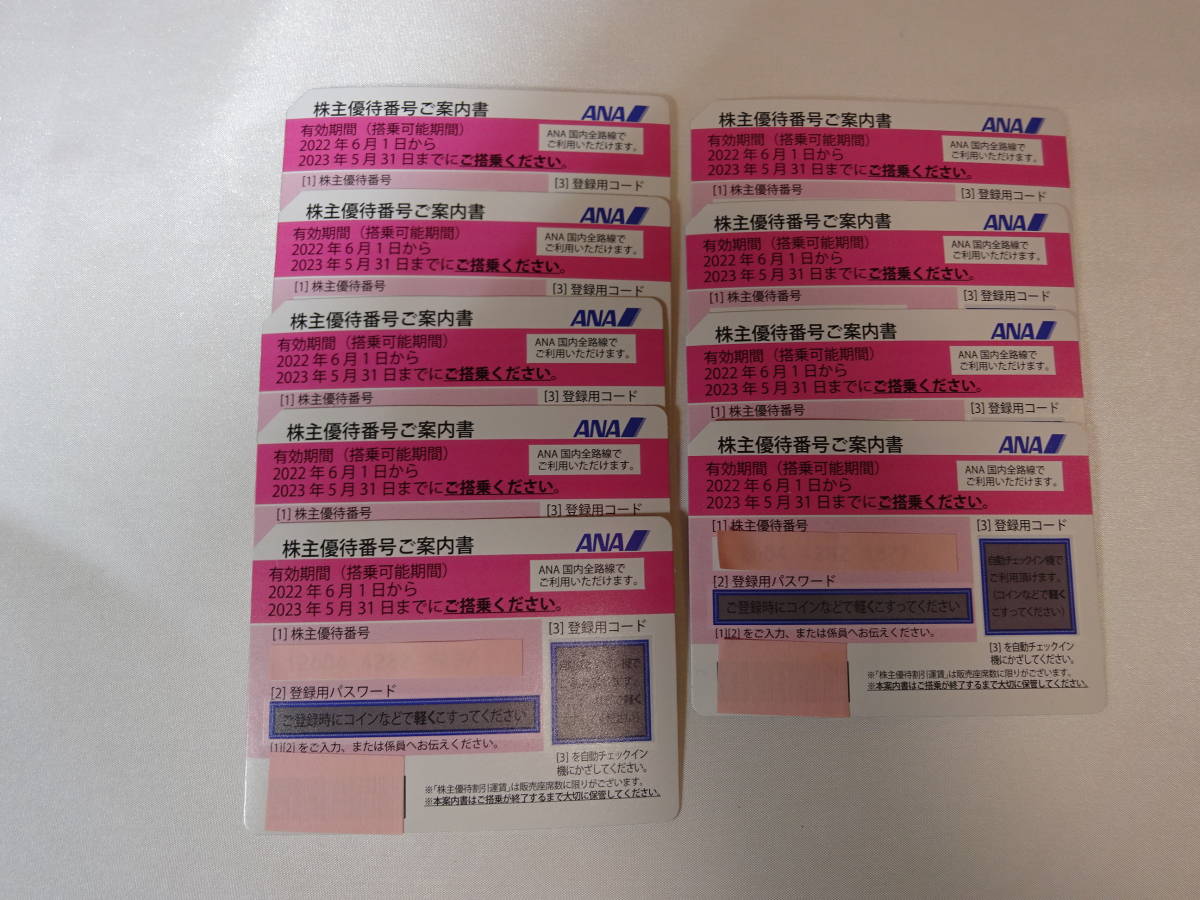 株主優待番号ご案内書
ANA
有効期間（搭乗可能期間）
2022年6月1日から
2023年5月31日までにご搭乗ください。
ANA国内全路線で
ご利用いただけます。
[1] 株主優待番号
[3] 登録用コード
株主優待番号ご案内書
ANA
有効期間（搭乗可能期間）
2022年6月1日から
2023年5月31日までにご搭乗ください。
ANA国内全路線で
ご利用いただけます。
[1] 株主優待番号
[3] 登録用コード
株主優待番号ご案内書
ANA
有効期間（搭乗可能期間）
2022年6月1日から
2023年5月31日までにご搭乗ください。
ANA国内全路線で
ご利用いただけます。
[1] 株主優待番号
[3] 登録用コード
株主優待番号ご案内書
ANA
有効期間（搭乗可能期間）
2022年6月1日から
2023年5月31日までにご搭乗ください。
ANA国内全路線で
ご利用いただけます。
[1] 株主優待番号
[3] 登録用コード
株主優待番号ご案内書
ANA
有効期間（搭乗可能期間）
2022年6月1日から
2023年5月31日までにご搭乗ください。
ANA国内全路線で
ご利用いただけます。
[1] 株主優待番号
[3] 登録用コード
[2] 登録用パスワード
ご登録時にコインなどで軽くこすってください
[1][2]をご入力、または係員へお伝えください。
[3]を自動チェックイン
機にかざしてください。
※「株主優待割引運賃」は販売座席数に限りがございます。
※本案内書はご搭乗が終了するまで大切に保管してください。
株主優待番号ご案内書
ANA
有効期間（搭乗可能期間）
2022年6月1日から
2023年5月31日までにご搭乗ください。
ANA国内全路線で
ご利用いただけます。
[1] 株主優待番号
[3] 登録用コード
株主優待番号ご案内書
ANA
有効期間（搭乗可能期間）
2022年6月1日から
2023年5月31日までにご搭乗ください。
ANA国内全路線で
ご利用いただけます。
[1] 株主優待番号
[3] 登録用コード
株主優待番号ご案内書
ANA
有効期間（搭乗可能期間）
2022年6月1日から
2023年5月31日までにご搭乗ください。
ANA国内全路線で
ご利用いただけます。
[1] 株主優待番号
[3] 登録用コード
株主優待番号ご案内書
ANA
有効期間（搭乗可能期間）
2022年6月1日から
2023年5月31日までにご搭乗ください。
ANA国内全路線で
ご利用いただけます。
[1] 株主優待番号
[3] 登録用コード
自動チェックイン機で
ご利用頂けます。
（コインなどで軽く
こすってください）
[2] 登録用パスワード
ご登録時にコインなどで軽くこすってください
[1][2]をご入力、または係員へお伝えください。
[3]を自動チェックイン
機にかざしてください。
※「株主優待割引運賃」は販売座席数に限りがございます。
※本案内書はご搭乗が終了するまで大切に保管してください。